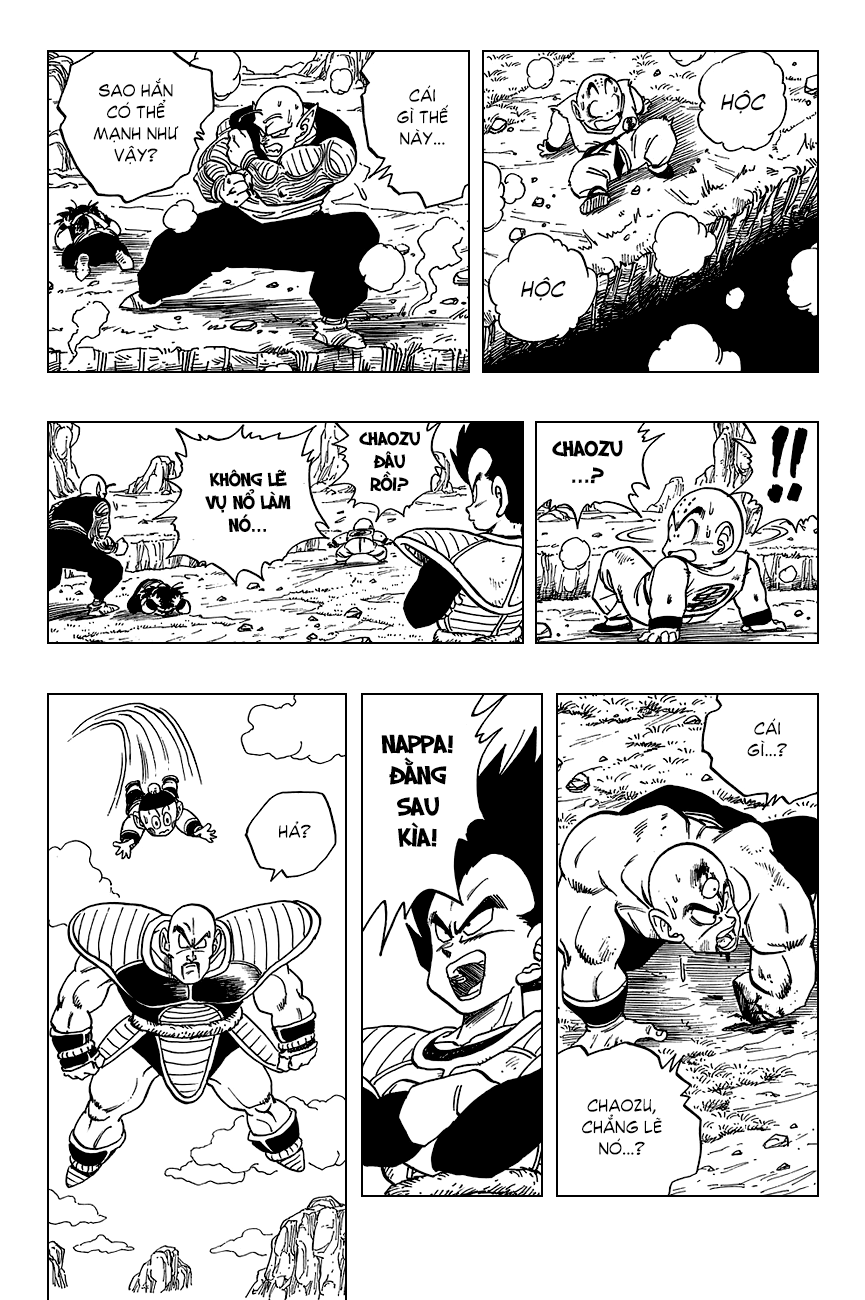 HỘC
HỘC
CÁI
GÌ THẾ
NÀY...
SAO HẮN
CÓ THỂ
MẠNH NHƯ
VẬY?
!!
CHAOZU
...?
CHAOZU
ĐÂU
RỒI?
KHÔNG LẼ
VỤ NỔ LÀM
NÓ...
CÁI
GÌ...?
CHAOZU,
CHẲNG LẼ
NÓ...?
NAPPA!
ĐẰNG
SAU
KÌA!
HẢ?